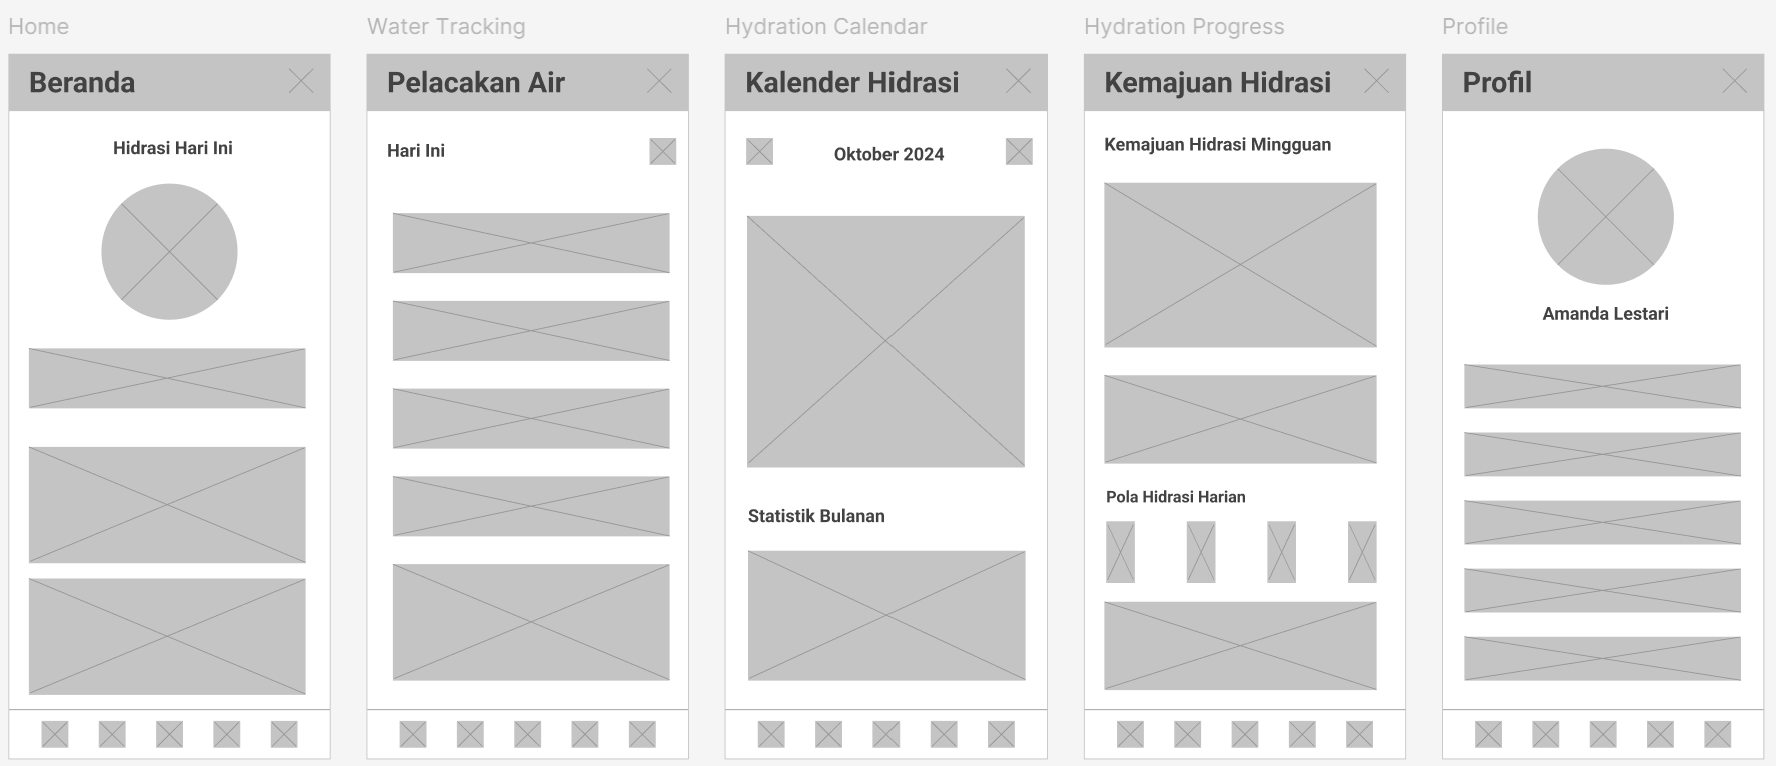 Home
Beranda
Hidrasi Hari Ini
Water Tracking
Pelacakan Air
Hari Ini
Hydration Calendar
Kalender Hidrasi
Oktober 2024
Statistik Bulanan
Hydration Progress
Kemajuan Hidrasi
Kemajuan Hidrasi Mingguan
Pola Hidrasi Harian
Profile
Profil
Amanda Lestari